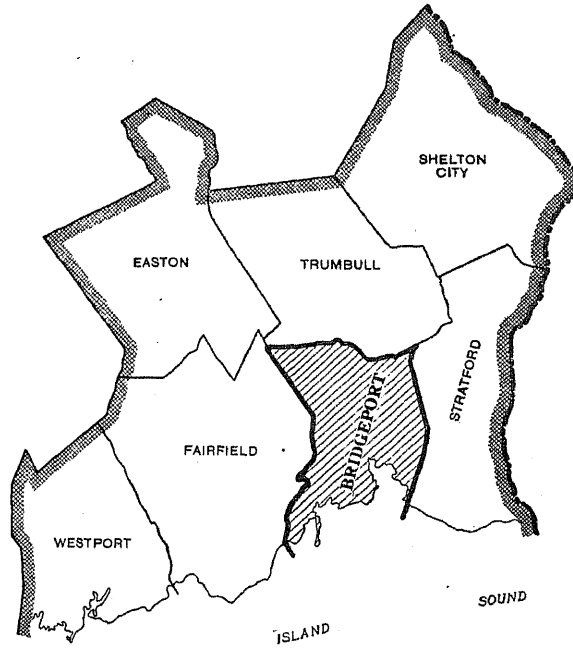 SHELTON
CITY
EASTON
TRUMBULL
STRATFORD
BRIDGEPORT
FAIRFIELD
WESTPORT
ISLAND
SOUND